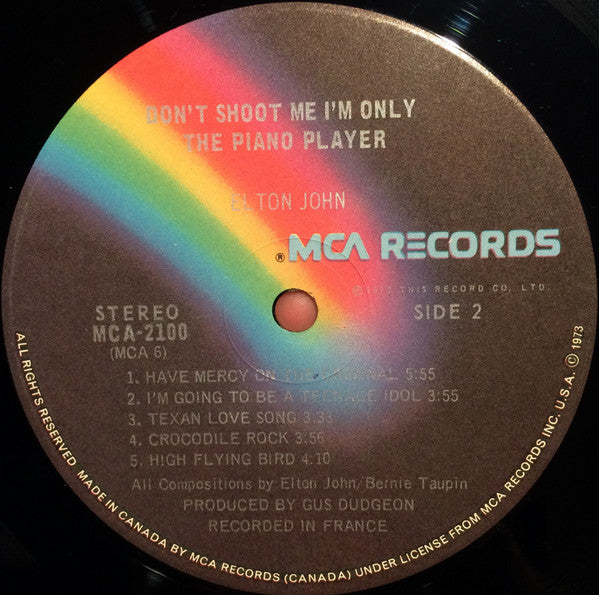 DON'T SHOOT ME I'M ONLY
THE PIANO PLAYER
ELTON JOHN
® MCA RECORDS
THIS RECORD CO. LTD.
STEREO
MCA-2100
(MCA 6)
SIDE 2
1. HAVE MERCY ON THE CRIMINAL 5:55
2. I'M GOING TO BE A TEENAGE IDOL 3:55
3. TEXAN LOVE SONG 3:33
4. CROCODILE ROCK 3:56
5. HIGH FLYING BIRD 4:10
All Compositions by Elton John/Bernie Taupin
PRODUCED BY GUS DUDGEON
RECORDED IN FRANCE
ALL RIGHTS RESERVED. MADE IN CANADA BY MCA RECORDS (CANADA) UNDER LICENSE FROM MCA RECORDS INC. U.S.A. © 1973